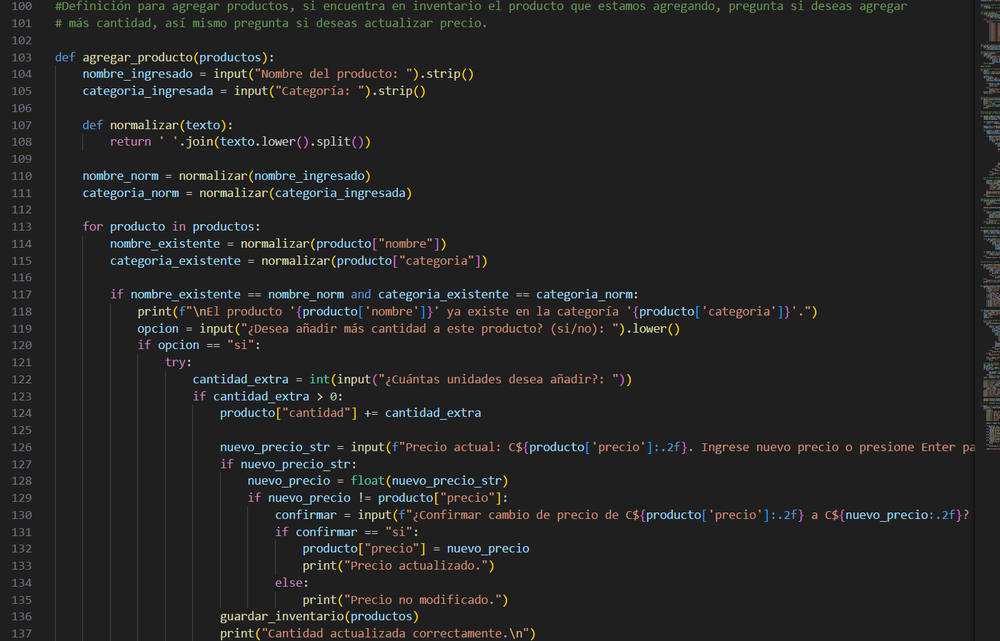 100 #Definición para agregar productos, si encuentra en inventario el producto que estamos agregando, pregunta si deseas agregar
101 # más cantidad, así mismo pregunta si deseas actualizar precio.
102
103 def agregar_producto(productos):
104     nombre_ingresado = input("Nombre del producto: ").strip()
105     categoria_ingresada = input("Categoría: ").strip()
106
107     def normalizar(texto):
108         return ' '.join(texto.lower().split())
109
110     nombre_norm = normalizar(nombre_ingresado)
111     categoria_norm = normalizar(categoria_ingresada)
112
113     for producto in productos:
114         nombre_existente = normalizar(producto["nombre"])
115         categoria_existente = normalizar(producto["categoria"])
116
117         if nombre_existente == nombre_norm and categoria_existente == categoria_norm:
118             print(f"\nEl producto '{producto['nombre']}' ya existe en la categoría '{producto['categoria']}'.")
119             opcion = input("¿Desea añadir más cantidad a este producto? (si/no): ").lower()
120             if opcion == "si":
121                 try:
122                     cantidad_extra = int(input("¿Cuántas unidades desea añadir?: "))
123                     if cantidad_extra > 0:
124                         producto["cantidad"] += cantidad_extra
125
126                         nuevo_precio_str = input(f"Precio actual: C${producto['precio']:.2f}. Ingrese nuevo precio o presione Enter pa
127                         if nuevo_precio_str:
128                             nuevo_precio = float(nuevo_precio_str)
129                             if nuevo_precio != producto["precio"]:
130                                 confirmar = input(f"¿Confirmar cambio de precio de C${producto['precio']:.2f} a C${nuevo_precio:.2f}?
131                                 if confirmar == "si":
132                                     producto["precio"] = nuevo_precio
133                                     print("Precio actualizado.")
134                                 else:
135                                     print("Precio no modificado.")
136                         guardar_inventario(productos)
137                         print("Cantidad actualizada correctamente.\n")